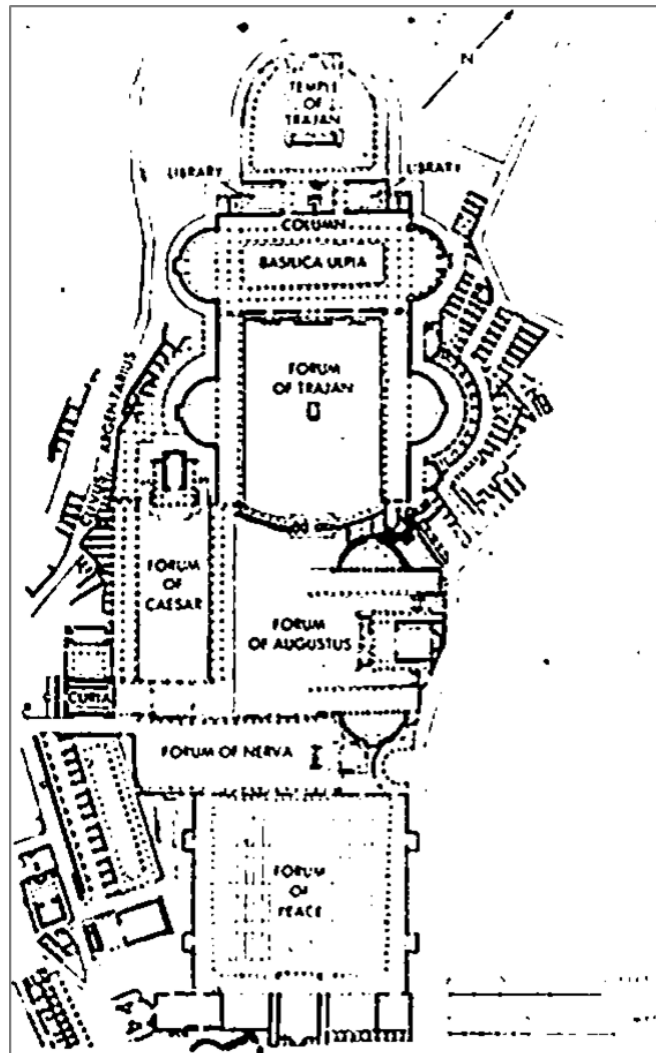 N
TEMPLE
OF
TRAJAN
LIBRARY
LIBRARY
COLUMN
BASILICA ULPIA
FORUM
OF TRAJAN
CLIVUS ARGENTARIUS
FORUM
OF
CAESAR
FORUM
OF AUGUSTUS
CURIA
FORUM OF NERVA
FORUM
OF
PEACE